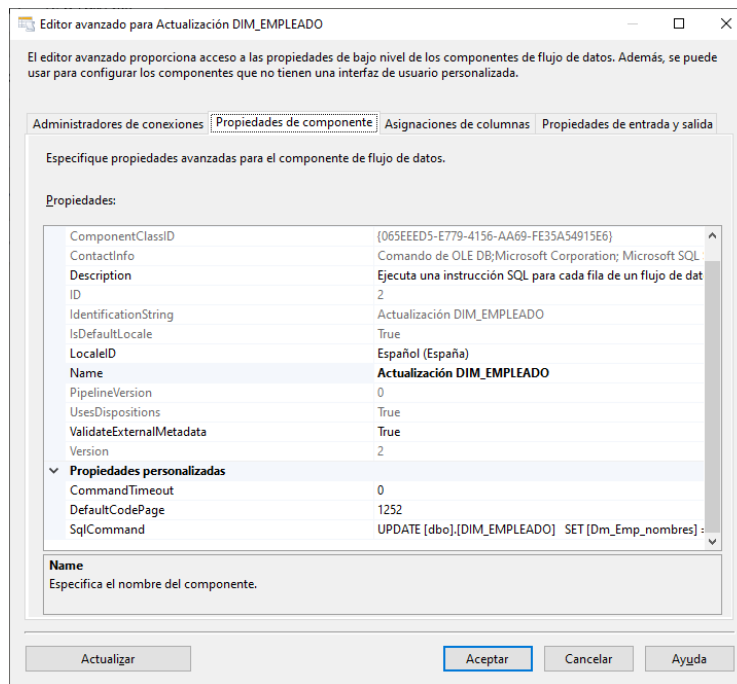 Editor avanzado para Actualización DIM_EMPLEADO
El editor avanzado proporciona acceso a las propiedades de bajo nivel de los componentes de flujo de datos. Además, se puede
usar para configurar los componentes que no tienen una interfaz de usuario personalizada.
Administradores de conexiones Propiedades de componente Asignaciones de columnas Propiedades de entrada y salida
Especifique propiedades avanzadas para el componente de flujo de datos.
Propiedades:
ComponentClassID {065EEED5-E779-4156-AA69-FE35A54915E6}
ContactInfo Comando de OLE DB;Microsoft Corporation; Microsoft SQL
Description Ejecuta una instrucción SQL para cada fila de un flujo de dat
ID 2
IdentificationString Actualización DIM_EMPLEADO
IsDefaultLocale True
LocaleID Español (España)
Name Actualización DIM_EMPLEADO
PipelineVersion 0
UsesDispositions True
ValidateExternalMetadata True
Version 2
Propiedades personalizadas
CommandTimeout 0
DefaultCodePage 1252
SqlCommand UPDATE [dbo].[DIM_EMPLEADO] SET [Dm_Emp_nombres] =
Name
Especifica el nombre del componente.
Actualizar Aceptar Cancelar Ayuda